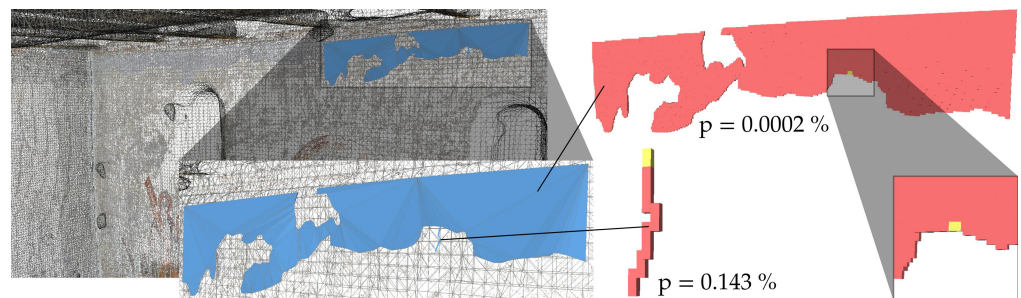 p = 0.0002 %
p = 0.143 %